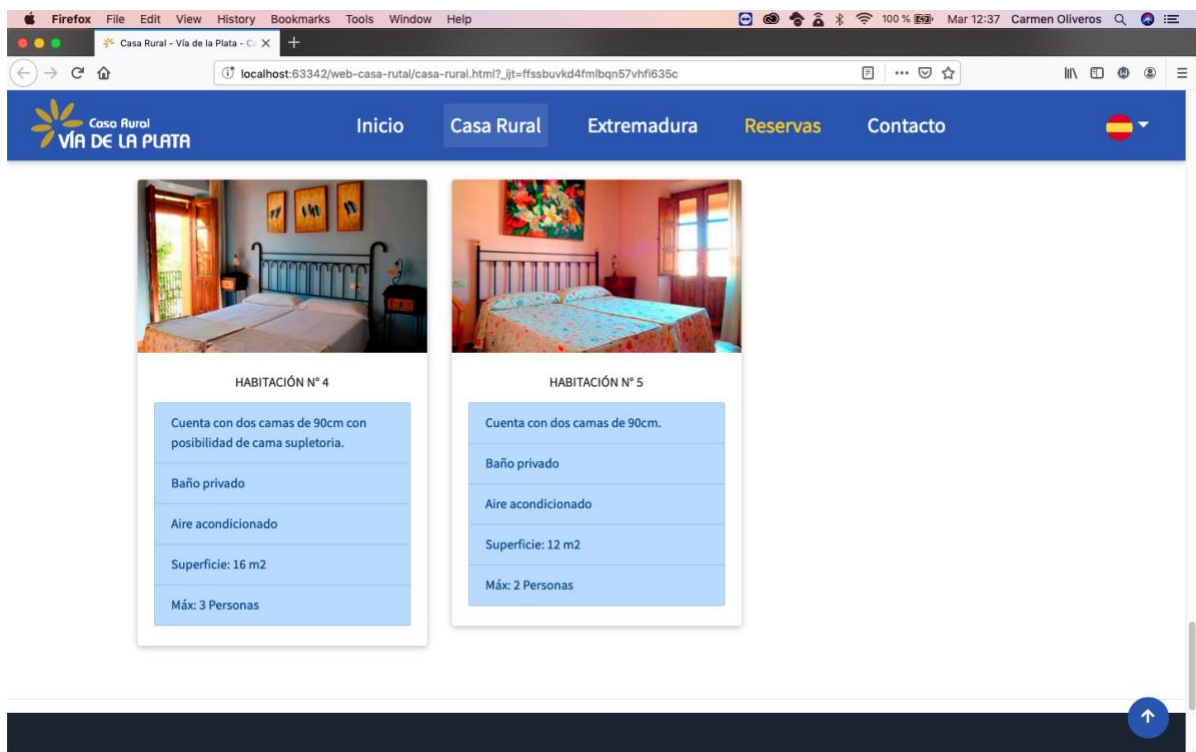 Firefox File Edit View History Bookmarks Tools Window Help 100 % Mar 12:37 Carmen Oliveros
Casa Rural - Vía de la Plata - C
localhost:63342/web-casa-rutal/casa-rural.html?_ijt=ffssbuvkd4fmlbqn57vhfi635c
Casa Rural
VÍA DE LA PLATA
Inicio Casa Rural Extremadura Reservas Contacto
HABITACIÓN Nº 4
Cuenta con dos camas de 90cm con
posibilidad de cama supletoria.
Baño privado
Aire acondicionado
Superficie: 16 m2
Máx: 3 Personas
HABITACIÓN Nº 5
Cuenta con dos camas de 90cm.
Baño privado
Aire acondicionado
Superficie: 12 m2
Máx: 2 Personas